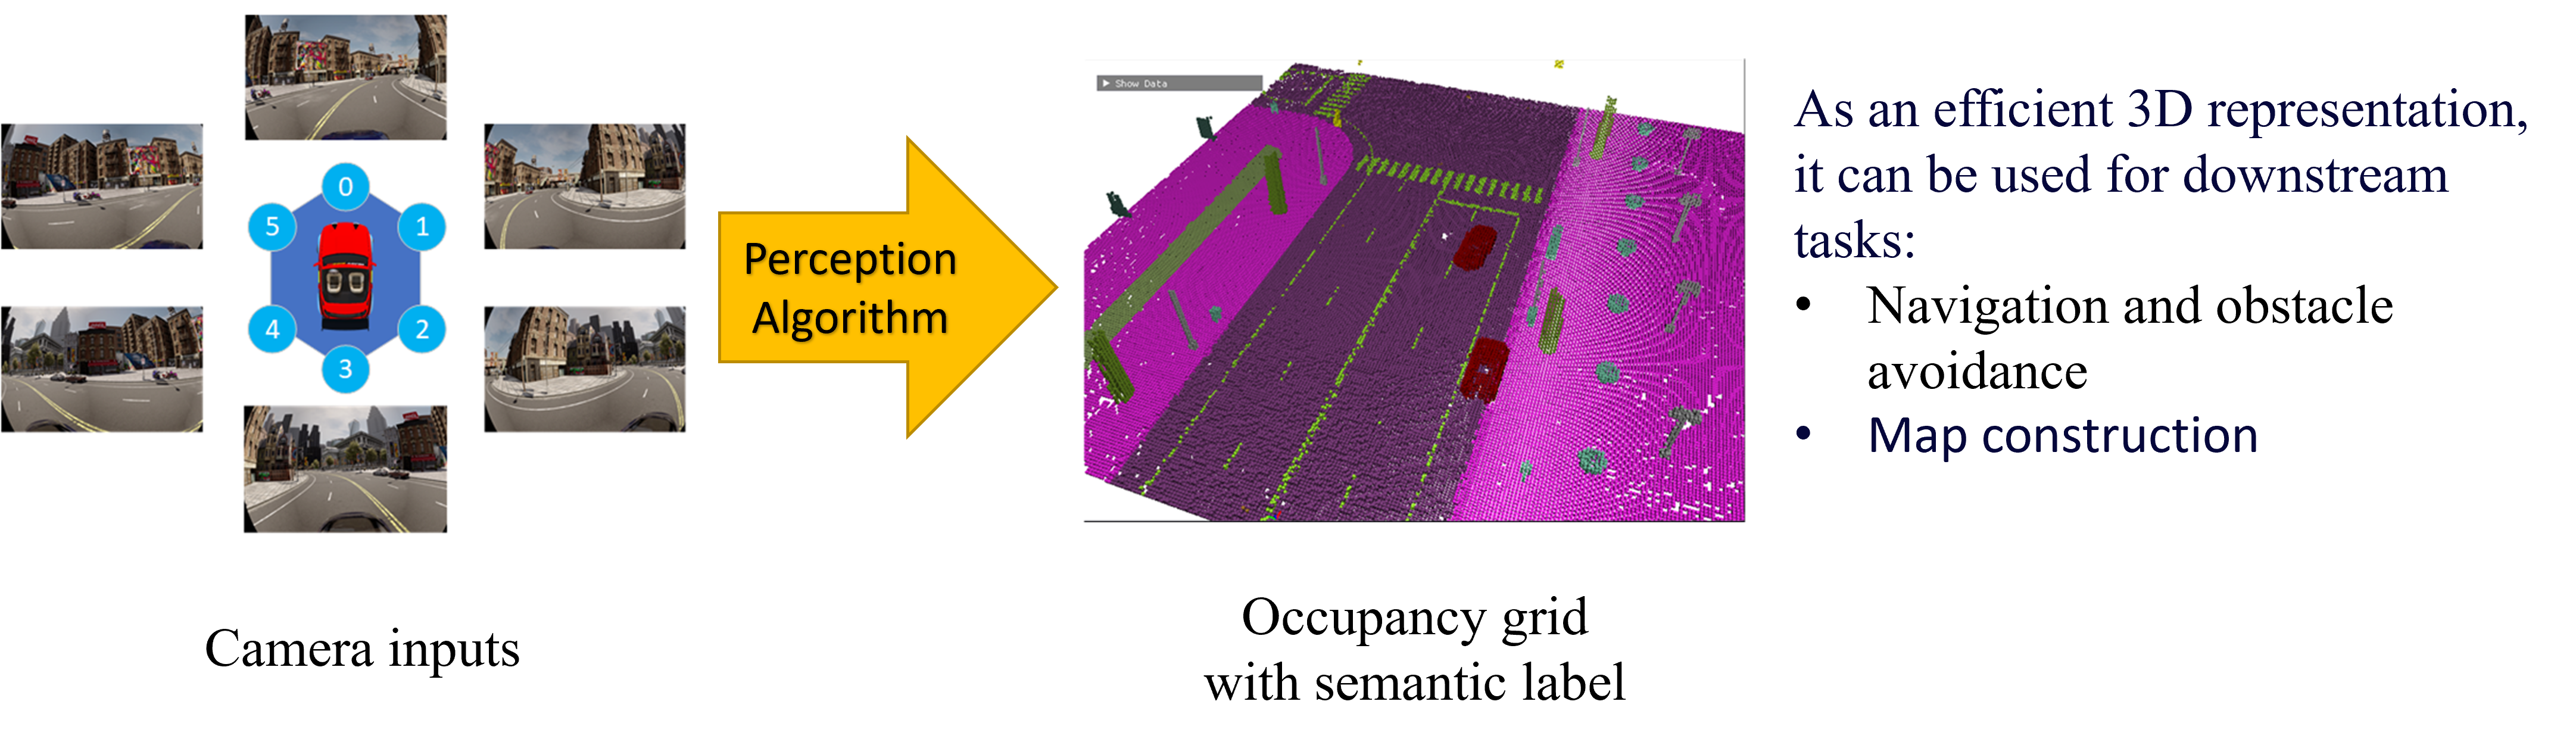 0
5
1
4
2
3
Camera inputs
Perception
Algorithm
Show Data
Occupancy grid
with semantic label
As an efficient 3D representation,
it can be used for downstream
tasks:
• Navigation and obstacle
avoidance
• Map construction